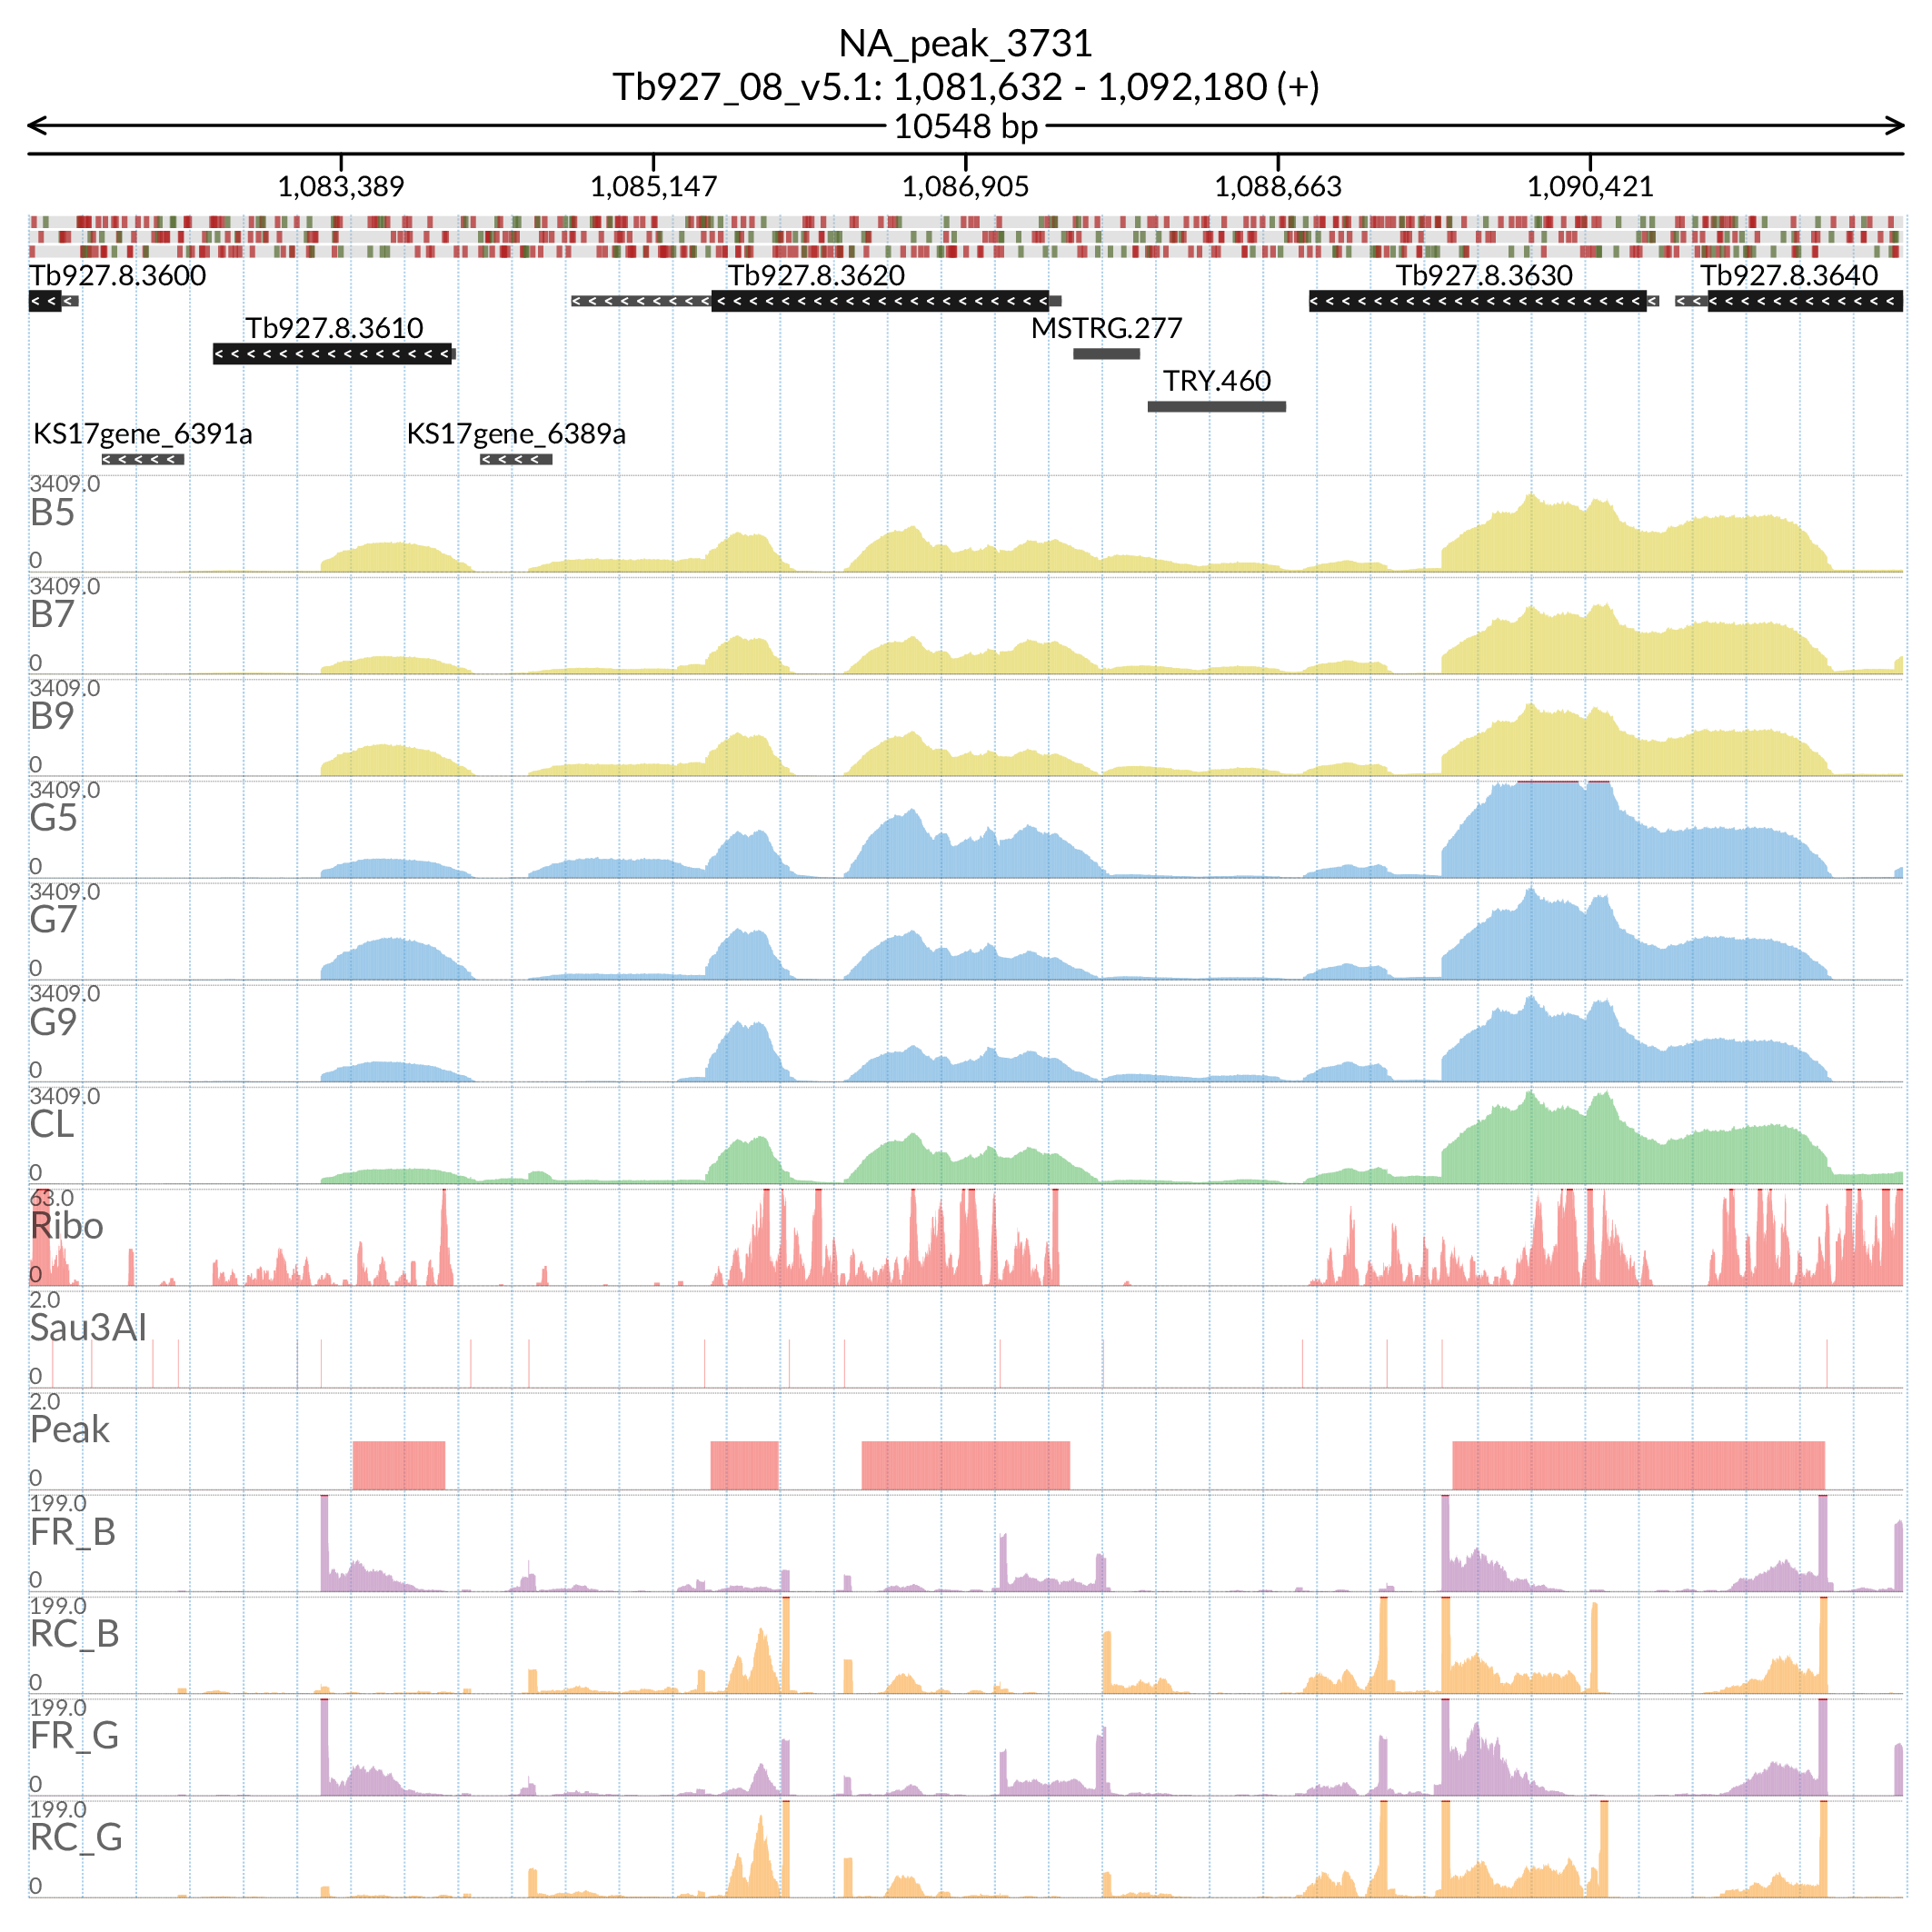 NA_peak_3731
Tb927_08_v5.1: 1,081,632 - 1,092,180 (+)
10548 bp
1,083,389 1,085,147 1,086,905 1,088,663 1,090,421
Tb927.8.3600 Tb927.8.3620 Tb927.8.3630 Tb927.8.3640
Tb927.8.3610 MSTRG.277
TRY.460
KS17gene_6391a KS17gene_6389a
3409.0
B5
0
3409.0
B7
0
3409.0
B9
0
3409.0
G5
0
3409.0
G7
0
3409.0
G9
0
3409.0
CL
0
63.0
Ribo
0
2.0
Sau3AI
0
2.0
Peak
0
199.0
FR_B
0
199.0
RC_B
0
199.0
FR_G
0
199.0
RC_G
0